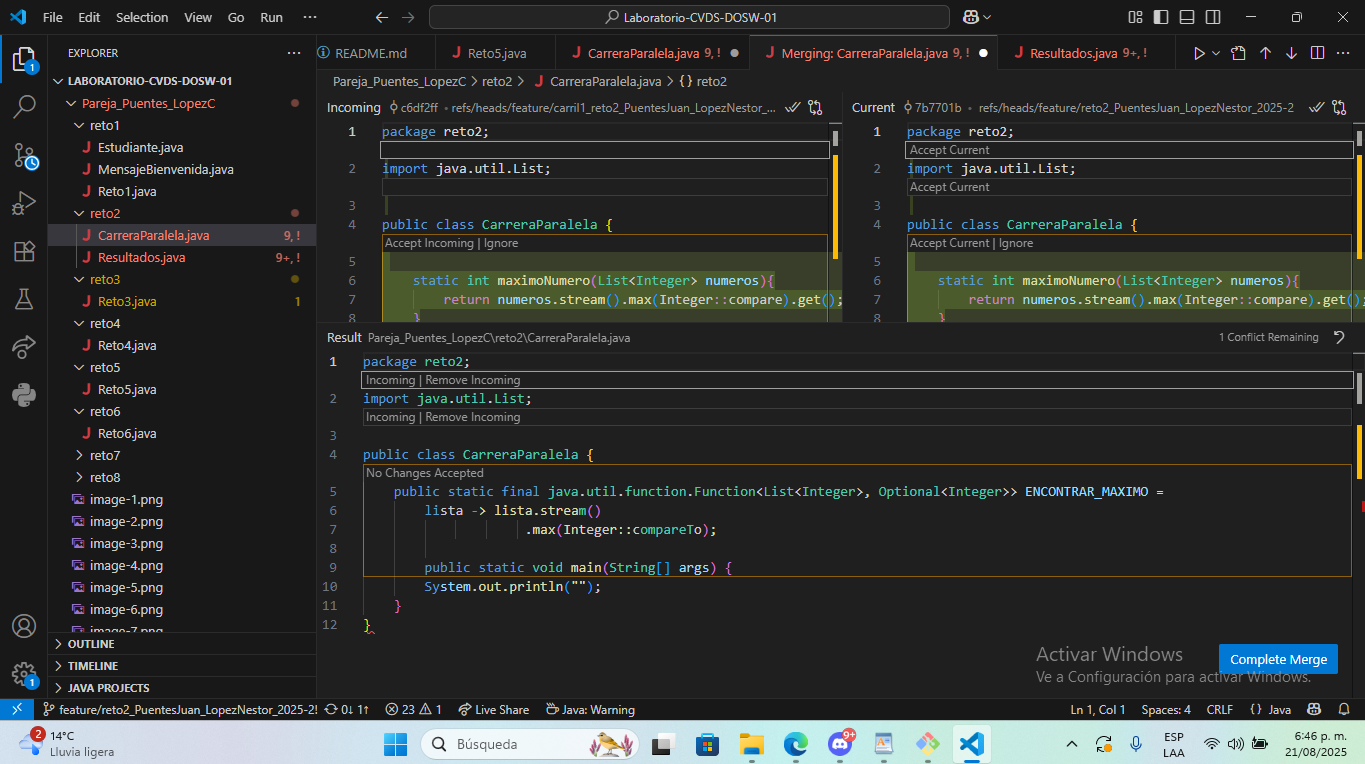 File Edit Selection View Go Run ··· Laboratorio-CVDS-DOSW-01
EXPLORER ···
LABORATORIO-CVDS-DOSW-01
Pareja_Puentes_LopezC
reto1
Estudiante.java
MensajeBienvenida.java
Reto1.java
reto2
CarreraParalela.java 9, !
Resultados.java 9+, !
reto3
Reto3.java 1
reto4
Reto4.java
reto5
Reto5.java
reto6
Reto6.java
reto7
reto8
image-1.png
image-2.png
image-3.png
image-4.png
image-5.png
image-6.png
image-7.png
OUTLINE
TIMELINE
JAVA PROJECTS
1
1
README.md Reto5.java CarreraParalela.java 9, ! Merging: CarreraParalela.java 9, ! Resultados.java 9+, !
Pareja_Puentes_LopezC > reto2 > CarreraParalela.java > {} reto2
Incoming c6df2ff • refs/heads/feature/carril1_reto2_PuentesJuan_LopezNestor_...
1 package reto2;
2 import java.util.List;
3
4 public class CarreraParalela {
Accept Incoming | Ignore
5
6 static int maximoNumero(List<Integer> numeros){
7 return numeros.stream().max(Integer::compare).get();
8 }
Current 7b7701b • refs/heads/feature/reto2_PuentesJuan_LopezNestor_2025-2
1 package reto2;
Accept Current
2 import java.util.List;
Accept Current
3
4 public class CarreraParalela {
Accept Current | Ignore
5
6 static int maximoNumero(List<Integer> numeros){
7 return numeros.stream().max(Integer::compare).get();
8 }
Result Pareja_Puentes_LopezC\reto2\CarreraParalela.java 1 Conflict Remaining
1 package reto2;
Incoming | Remove Incoming
2 import java.util.List;
Incoming | Remove Incoming
3
4 public class CarreraParalela {
No Changes Accepted
5 public static final java.util.function.Function<List<Integer>, Optional<Integer>> ENCONTRAR_MAXIMO =
6 lista -> lista.stream()
7 .max(Integer::compareTo);
8
9 public static void main(String[] args) {
10 System.out.println("");
11 }
12 }
Activar Windows
Ve a Configuración para activar Windows.
Complete Merge
feature/reto2_PuentesJuan_LopezNestor_2025-2! 0↓ 1↑ 23 1 Live Share Java: Warning Ln 1, Col 1 Spaces: 4 CRLF {} Java
2
14°C
Lluvia ligera
Búsqueda
9+
ESP
LAA
6:46 p. m.
21/08/2025